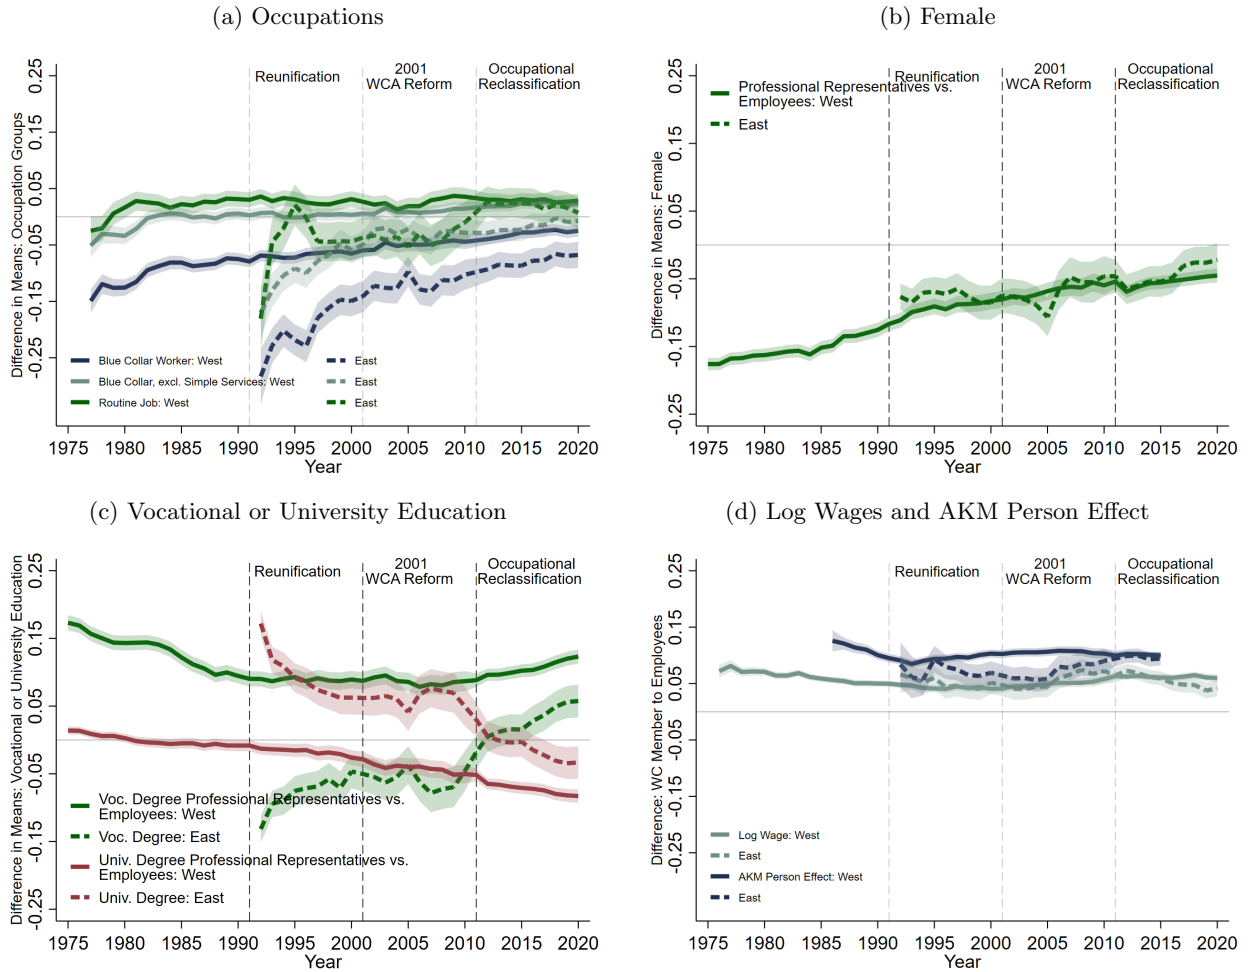 (a) Occupations
Difference in Means: Occupation Groups
0.25
0.15
0.05
-0.05
-0.15
-0.25
Reunification
2001
WCA Reform
Occupational
Reclassification
Blue Collar Worker: West
East
Blue Collar, excl. Simple Services: West
East
Routine Job: West
East
1975 1980 1985 1990 1995 2000 2005 2010 2015 2020
Year
(b) Female
Difference in Means: Female
0.25
0.15
0.05
-0.05
-0.15
-0.25
Reunification
2001
WCA Reform
Occupational
Reclassification
Professional Representatives vs.
Employees: West
East
1975 1980 1985 1990 1995 2000 2005 2010 2015 2020
Year
(c) Vocational or University Education
Difference in Means: Vocational or University Education
0.25
0.15
0.05
-0.05
-0.15
-0.25
Reunification
2001
WCA Reform
Occupational
Reclassification
Voc. Degree Professional Representatives vs.
Employees: West
Voc. Degree: East
Univ. Degree Professional Representatives vs.
Employees: West
Univ. Degree: East
1975 1980 1985 1990 1995 2000 2005 2010 2015 2020
Year
(d) Log Wages and AKM Person Effect
Difference: WC Member to Employees
0.25
0.15
0.05
-0.05
-0.15
-0.25
Reunification
2001
WCA Reform
Occupational
Reclassification
Log Wage: West
East
AKM Person Effect: West
East
1975 1980 1985 1990 1995 2000 2005 2010 2015 2020
Year